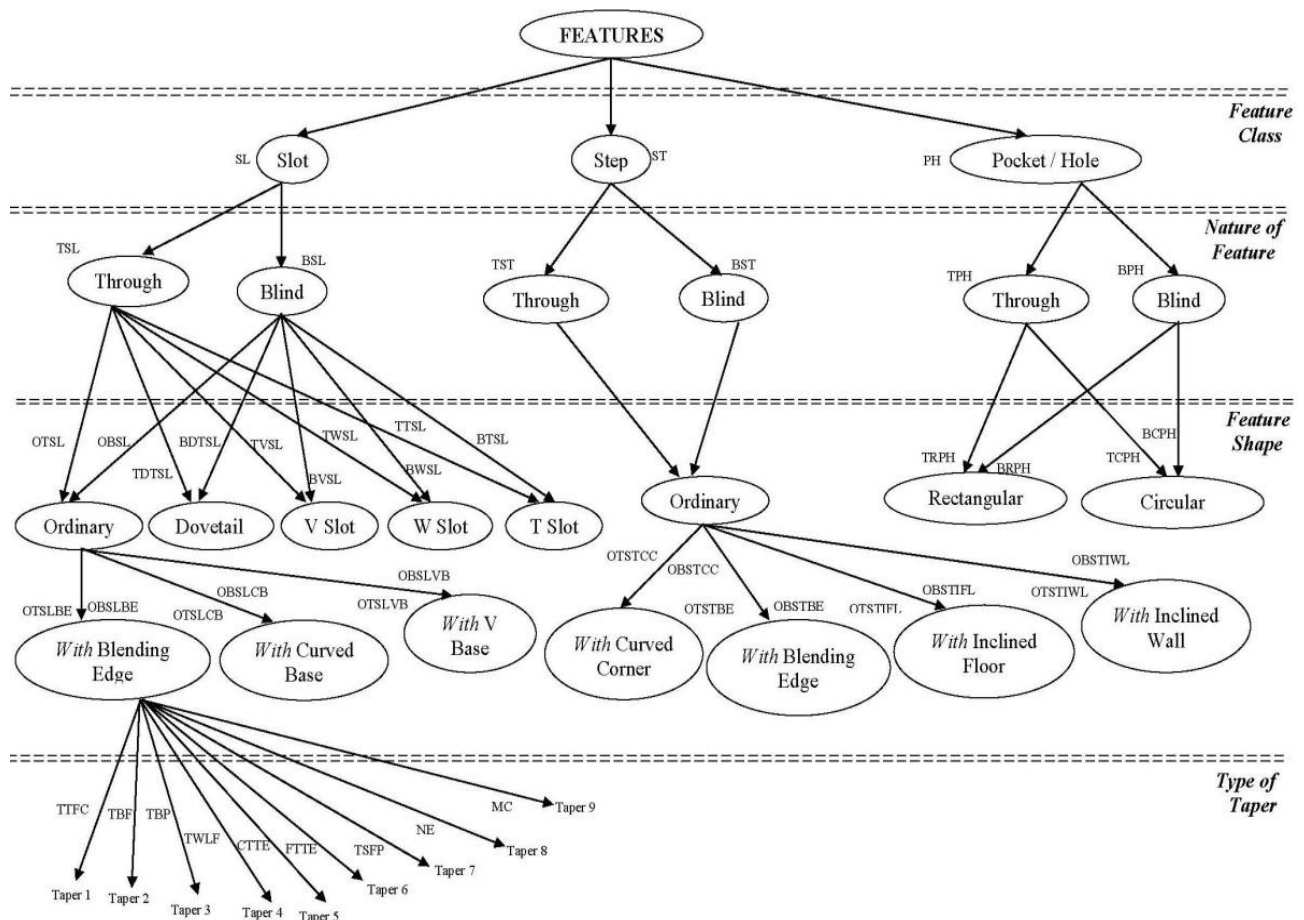 FEATURES
Feature
Class
SL
Slot
Step
ST
PH
Pocket / Hole
Nature of
Feature
TSL
Through
BSL
Blind
TST
Through
BST
Blind
TPH
Through
BPH
Blind
Feature
Shape
OTSL
OBSL
BDTSL
TDTSL
TVSL
BVSL
TWSL
TTSL
BWSL
BTSL
TRPH
BRPH
TCPH
BCPH
Ordinary
Dovetail
V Slot
W Slot
T Slot
Ordinary
Rectangular
Circular
OTSLBE
OBSLBE
OBSLCB
OTSLCB
OBSLVB
OTSLVB
OTSTCC
OBSTCC
OTSTBE
OBSTBE
OBSTIFL
OTSTIFL
OBSTIWL
OTSTIWL
With Blending
Edge
With Curved
Base
With V
Base
With Curved
Corner
With Blending
Edge
With Inclined
Floor
With Inclined
Wall
Type of
Taper
TTFC
TBF
TBP
TWLF
CTTE
FTTE
TSFP
NE
MC
Taper 1
Taper 2
Taper 3
Taper 4
Taper 5
Taper 6
Taper 7
Taper 8
Taper 9